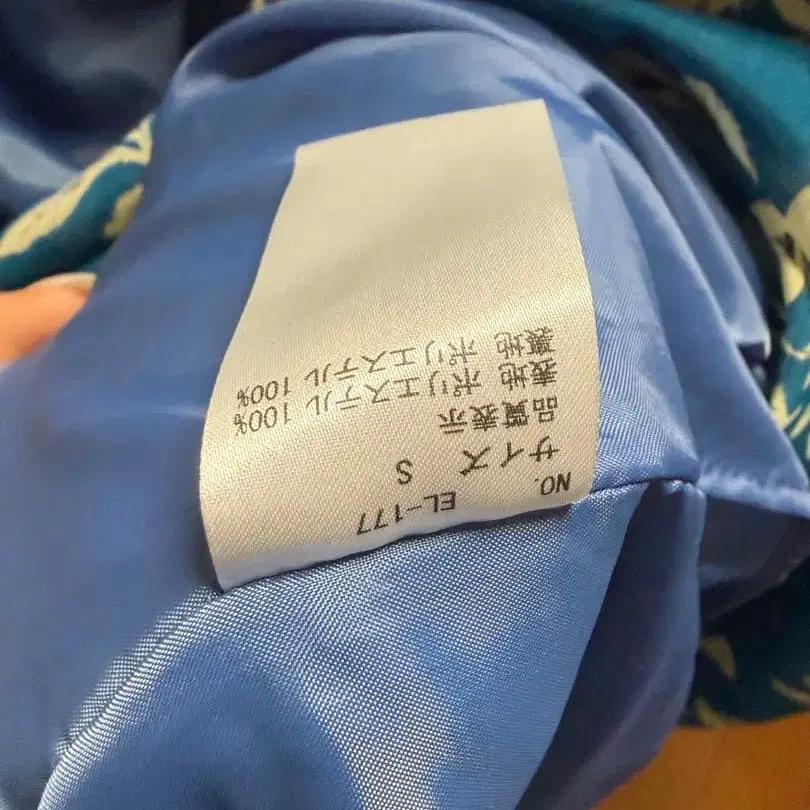 NO. EL-177
サイズ S
品質表示
表地 ポリエステル 100%
裏地 ポリエステル 100%